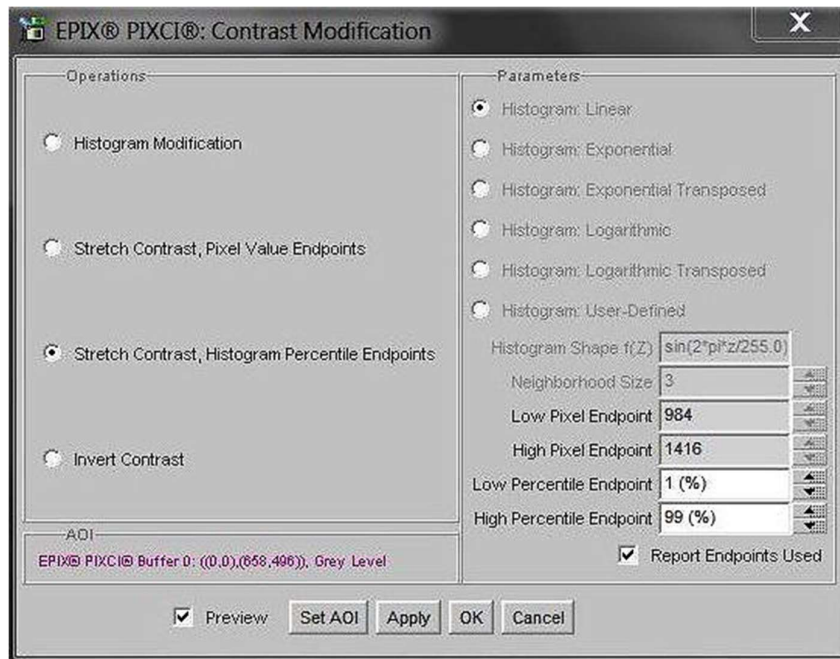 EPIX® PIXCI®: Contrast Modification
X
Operations
Histogram Modification
Stretch Contrast, Pixel Value Endpoints
Stretch Contrast, Histogram Percentile Endpoints
Invert Contrast
AOI
EPIX® PIXCI® Buffer 0: ((0,0),(658,496)), Grey Level
Parameters
Histogram: Linear
Histogram: Exponential
Histogram: Exponential Transposed
Histogram: Logarithmic
Histogram: Logarithmic Transposed
Histogram: User-Defined
Histogram Shape f(Z) sin(2*pi*z/255.0)
Neighborhood Size 3
Low Pixel Endpoint 984
High Pixel Endpoint 1416
Low Percentile Endpoint 1 (%)
High Percentile Endpoint 99 (%)
Report Endpoints Used
Preview Set AOI Apply OK Cancel